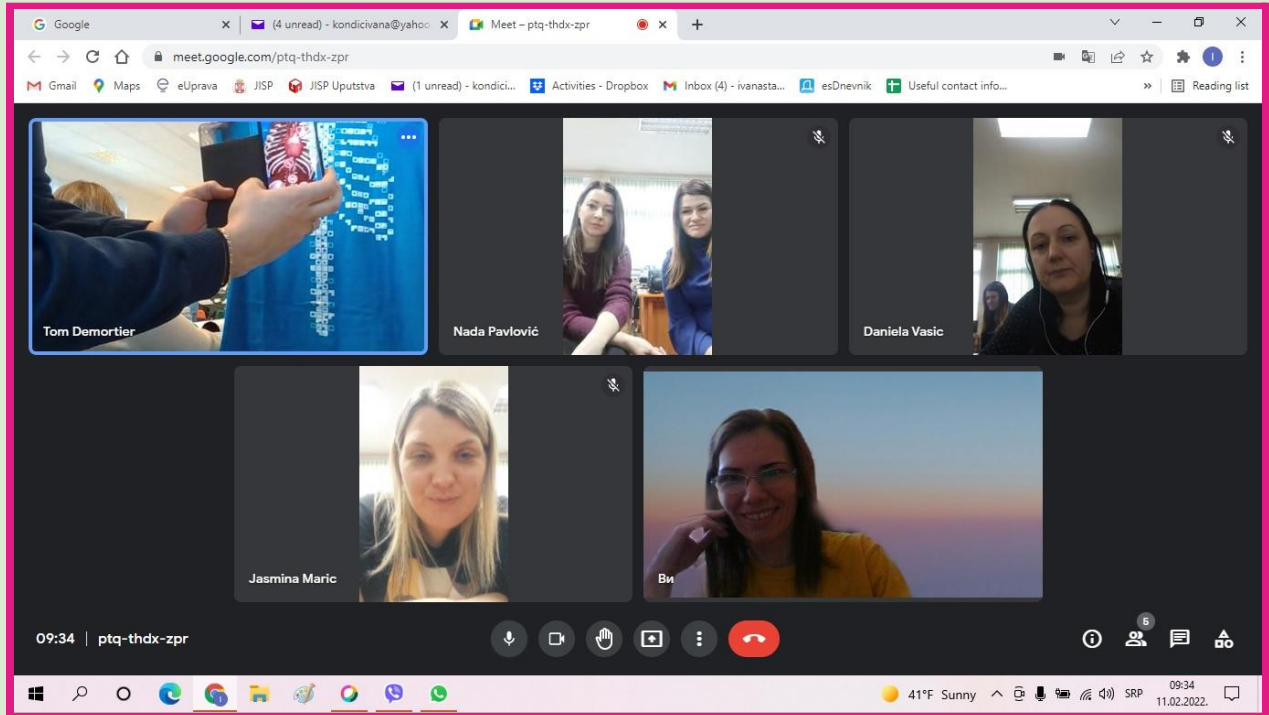 Google
(4 unread) - kondicivana@yahoo
Meet – ptq-thdx-zpr
meet.google.com/ptq-thdx-zpr
Gmail Maps eUprava JISP JISP Uputstva (1 unread) - kondici... Activities - Dropbox Inbox (4) - ivanasta... esDnevnik Useful contact info... » Reading list
Tom Demortier
Nada Pavlović
Daniela Vasic
Jasmina Maric
Ви
09:34 | ptq-thdx-zpr
5
41°F Sunny
SRP
09:34
11.02.2022.